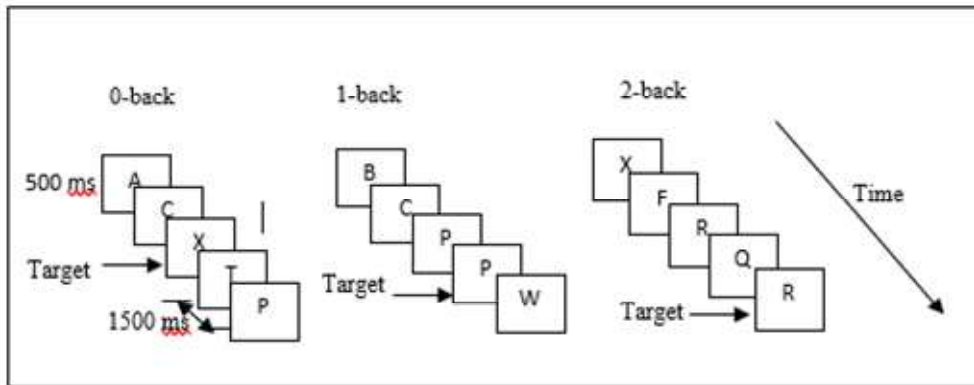 0-back
1-back
2-back
500 ms
A
C
X
T
P
Target
1500 ms
B
C
P
P
W
Target
X
F
R
Q
R
Target
Time